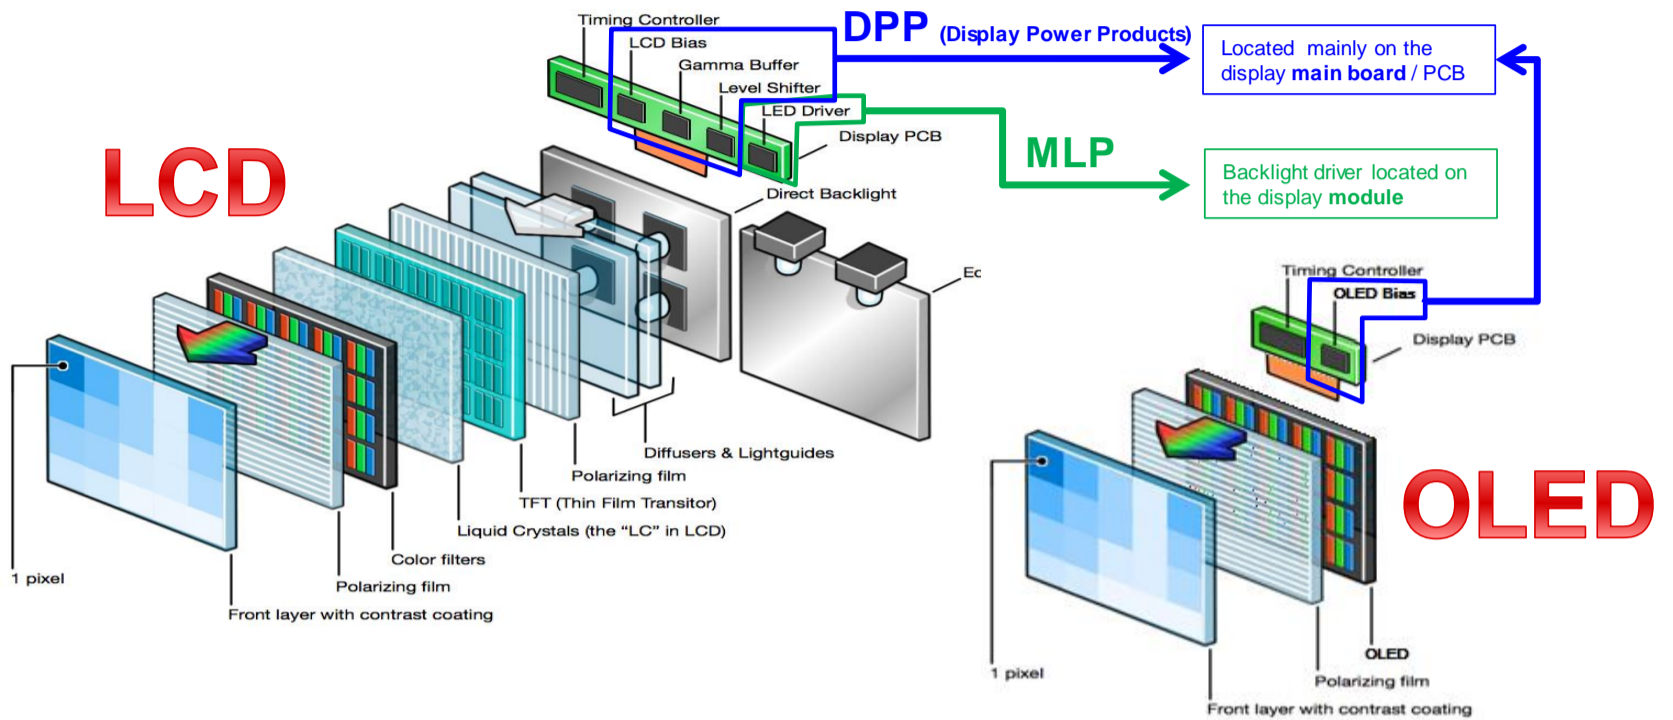 Timing Controller
LCD Bias
Gamma Buffer
Level Shifter
LED Driver
Display PCB
DPP (Display Power Products)
Located mainly on the
display main board / PCB
MLP
Backlight driver located on
the display module
LCD
Direct Backlight
Diffusers & Lightguides
Polarizing film
TFT (Thin Film Transitor)
Liquid Crystals (the “LC” in LCD)
Color filters
Polarizing film
Front layer with contrast coating
1 pixel
Timing Controller
OLED Bias
Display PCB
OLED
OLED
Polarizing film
Front layer with contrast coating
1 pixel